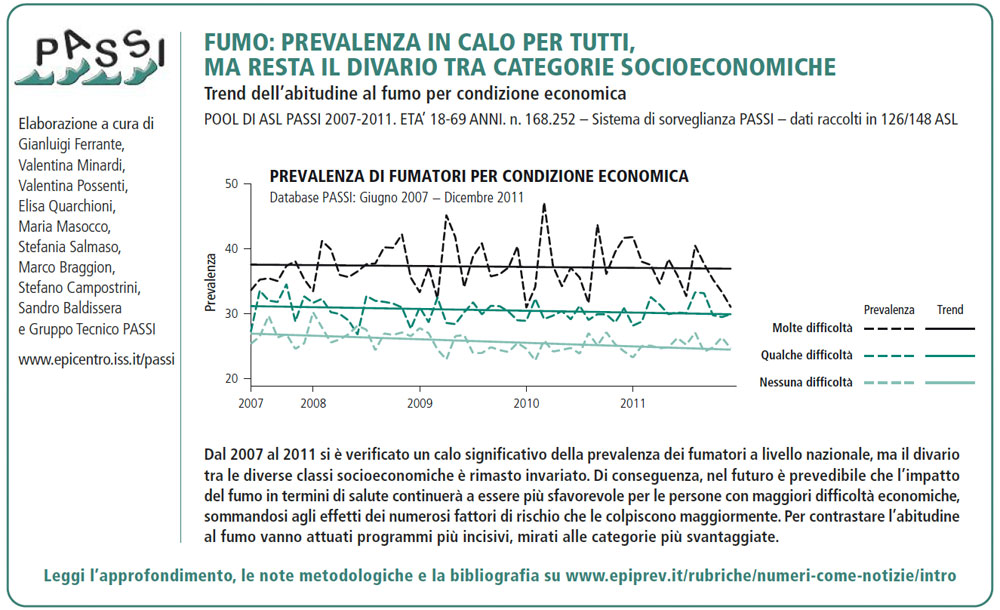 PASSI
Elaborazione a cura di
Gianluigi Ferrante,
Valentina Minardi,
Valentina Possenti,
Elisa Quarchioni,
Maria Masocco,
Stefania Salmaso,
Marco Braggion,
Stefano Campostrini,
Sandro Baldissera
e Gruppo Tecnico PASSI
www.epicentro.iss.it/passi
FUMO: PREVALENZA IN CALO PER TUTTI,
MA RESTA IL DIVARIO TRA CATEGORIE SOCIOECONOMICHE
Trend dell’abitudine al fumo per condizione economica
POOL DI ASL PASSI 2007-2011. ETA’ 18-69 ANNI. n. 168.252 – Sistema di sorveglianza PASSI – dati raccolti in 126/148 ASL
PREVALENZA DI FUMATORI PER CONDIZIONE ECONOMICA
Database PASSI: Giugno 2007 – Dicembre 2011
Prevalenza
50
40
30
20
2007 2008 2009 2010 2011
Prevalenza Trend
Molte difficoltà
Qualche difficoltà
Nessuna difficoltà
Dal 2007 al 2011 si è verificato un calo significativo della prevalenza dei fumatori a livello nazionale, ma il divario
tra le diverse classi socioeconomiche è rimasto invariato. Di conseguenza, nel futuro è prevedibile che l’impatto
del fumo in termini di salute continuerà a essere più sfavorevole per le persone con maggiori difficoltà economiche,
sommandosi agli effetti dei numerosi fattori di rischio che le colpiscono maggiormente. Per contrastare l’abitudine
al fumo vanno attuati programmi più incisivi, mirati alle categorie più svantaggiate.
Leggi l’approfondimento, le note metodologiche e la bibliografia su www.epiprev.it/rubriche/numeri-come-notizie/intro